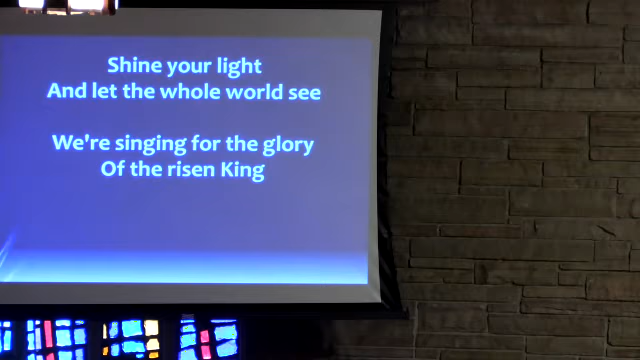 Shine your light
And let the whole world see
We're singing for the glory
Of the risen King